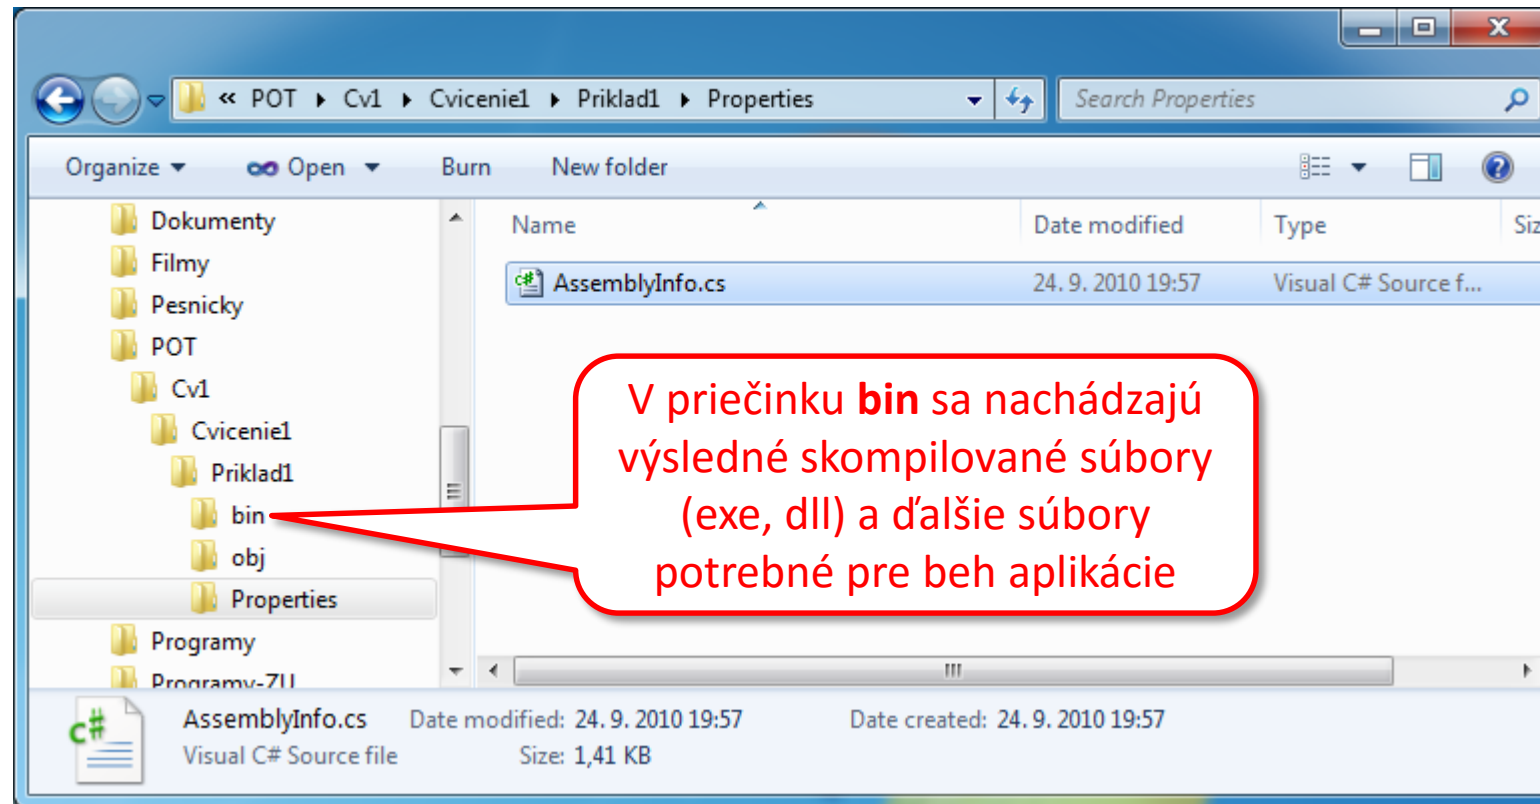 « POT Cv1 Cvicenie1 Priklad1 Properties
Search Properties
Organize Open Burn New folder
Name Date modified Type Siz
AssemblyInfo.cs 24. 9. 2010 19:57 Visual C# Source f...
Dokumenty
Filmy
Pesnicky
POT
Cv1
Cvicenie1
Priklad1
bin
obj
Properties
Programy
Programy-ZU
V priečinku bin sa nachádzajú
výsledné skompilované súbory
(exe, dll) a ďalšie súbory
potrebné pre beh aplikácie
c#
AssemblyInfo.cs Date modified: 24. 9. 2010 19:57 Date created: 24. 9. 2010 19:57
Visual C# Source file Size: 1,41 KB